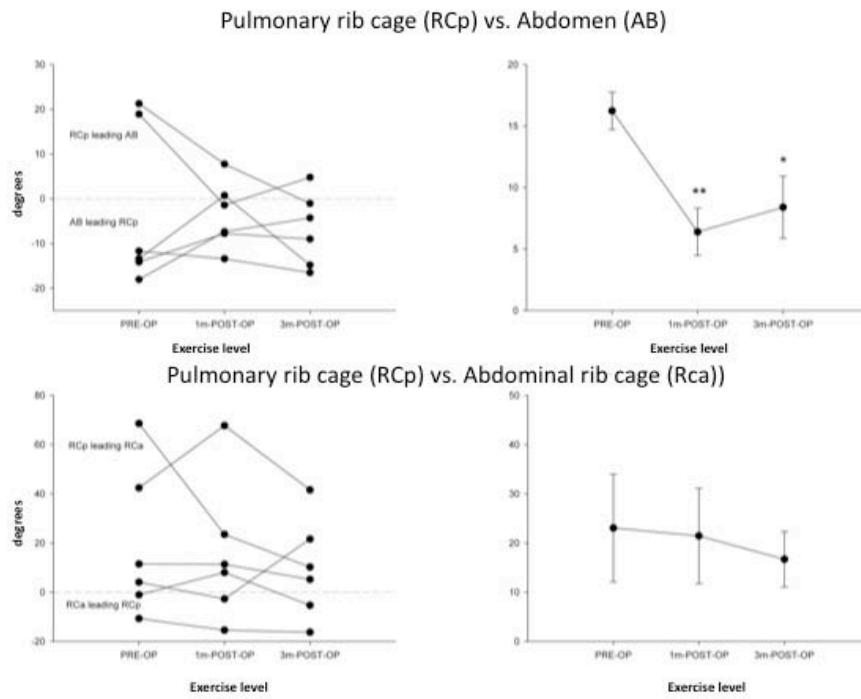 Pulmonary rib cage (RCp) vs. Abdomen (AB)
30
20
10
0
-10
-20
degrees
RCp leading AB
AB leading RCp
PRE-OP 1m-POST-OP 3m-POST-OP
Exercise level
20
15
10
5
0
**
*
PRE-OP 1m-POST-OP 3m-POST-OP
Exercise level
Pulmonary rib cage (RCp) vs. Abdominal rib cage (Rca))
80
60
40
20
0
-20
degrees
RCp leading RCa
RCa leading RCp
PRE-OP 1m-POST-OP 3m-POST-OP
Exercise level
50
40
30
20
10
0
PRE-OP 1m-POST-OP 3m-POST-OP
Exercise level